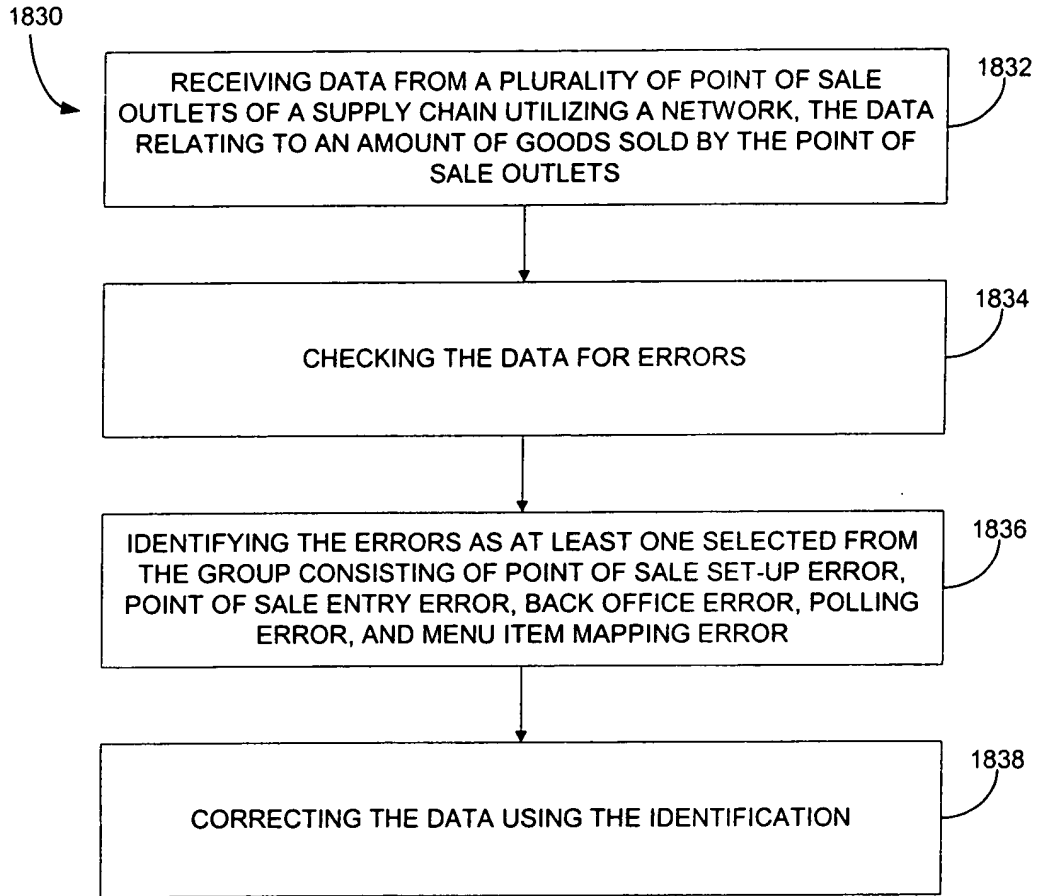 1830
1832
RECEIVING DATA FROM A PLURALITY OF POINT OF SALE
OUTLETS OF A SUPPLY CHAIN UTILIZING A NETWORK, THE DATA
RELATING TO AN AMOUNT OF GOODS SOLD BY THE POINT OF
SALE OUTLETS
1834
CHECKING THE DATA FOR ERRORS
1836
IDENTIFYING THE ERRORS AS AT LEAST ONE SELECTED FROM
THE GROUP CONSISTING OF POINT OF SALE SET-UP ERROR,
POINT OF SALE ENTRY ERROR, BACK OFFICE ERROR, POLLING
ERROR, AND MENU ITEM MAPPING ERROR
1838
CORRECTING THE DATA USING THE IDENTIFICATION